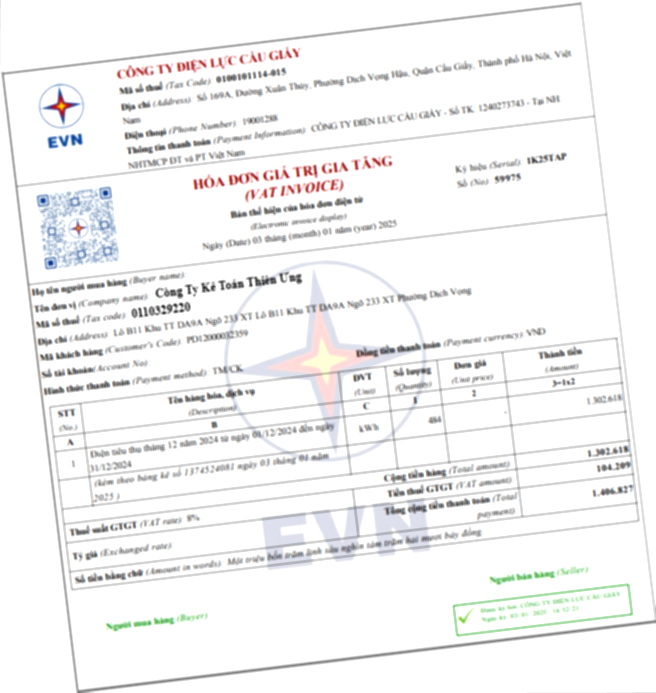 CÔNG TY ĐIỆN LỰC CẦU GIẤY
Mã số thuế (Tax Code): 0100101114-015
Địa chỉ (Address): Số 169A, Đường Xuân Thủy, Phường Dịch Vọng Hậu, Quận Cầu Giấy, Thành phố Hà Nội, Việt
Nam
Điện thoại (Phone Number): 19001288
Thông tin thanh toán (Payment Information): CÔNG TY ĐIỆN LỰC CẦU GIẤY - Số TK: 1240273743 - Tại NH
NHTMCP ĐT và PT Việt Nam
EVN
HÓA ĐƠN GIÁ TRỊ GIA TĂNG
(VAT INVOICE)
Bản thể hiện của hóa đơn điện tử
(Electronic invoice display)
Ngày (Date) 03 tháng (month) 01 năm (year) 2025
Ký hiệu (Serial): 1K25TAP
Số (No): 59975
Họ tên người mua hàng (Buyer name):
Tên đơn vị (Company name): Công Ty Kế Toán Thiên Ưng
Mã số thuế (Tax code): 0110329220
Địa chỉ (Address): Lô B11 Khu TT DA9A Ngõ 233 XT Lô B11 Khu TT DA9A Ngõ 233 XT Phường Dịch Vọng
Mã khách hàng (Customer's Code): PD12000032359
Số tài khoản (Account No):
Hình thức thanh toán (Payment method): TM/CK
Đồng tiền thanh toán (Payment currency): VND
STT
(No.)
Tên hàng hóa, dịch vụ
(Description)
ĐVT
(Unit)
Số lượng
(Quantity)
Đơn giá
(Unit price)
Thành tiền
(Amount)
A
B
C
1
2
3=1x2
1
Điện tiêu thụ tháng 12 năm 2024 từ ngày 01/12/2024 đến ngày
31/12/2024
kWh
484
-
1.302.618
(kèm theo bảng kê số 1374524081 ngày 03 tháng 01 năm
2025 )
Cộng tiền hàng (Total amount):
1.302.618
Thuế suất GTGT (VAT rate): 8%
Tiền thuế GTGT (VAT amount):
104.209
Tỷ giá (Exchanged rate):
Tổng cộng tiền thanh toán (Total
payment):
1.406.827
Số tiền bằng chữ (Amount in words): Một triệu bốn trăm lịnh sáu nghìn tám trăm hai mươi bảy đồng
EVN
Người mua hàng (Buyer)
Người bán hàng (Seller)
Được ký bởi: CÔNG TY ĐIỆN LỰC CẦU GIẤY
Ngày ký: 03/01/2025